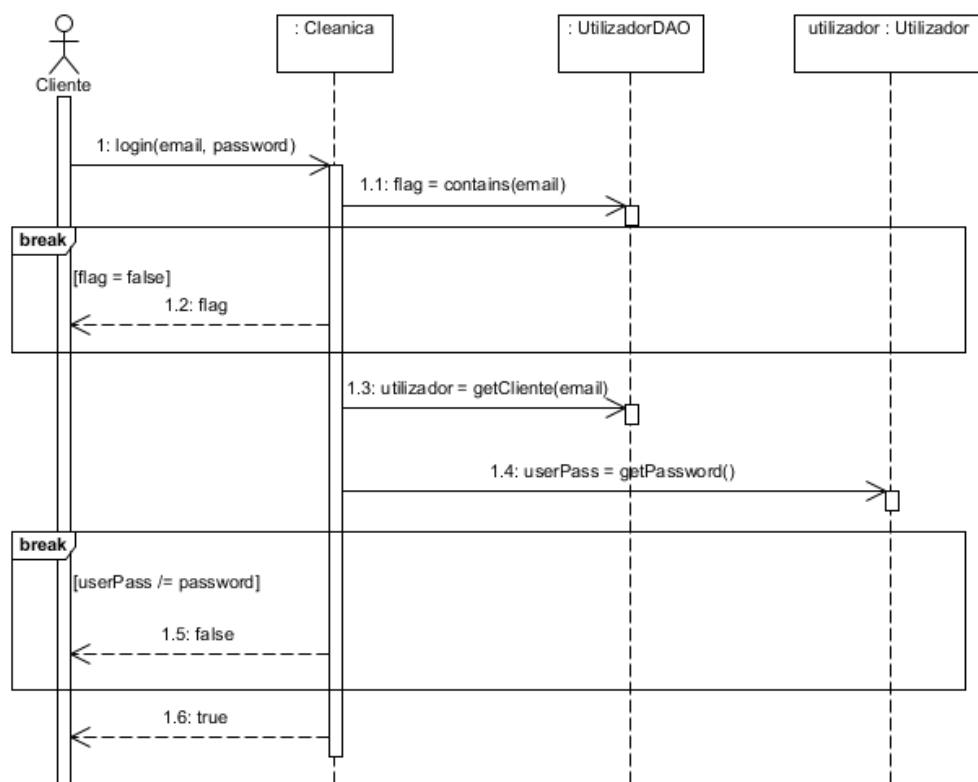 : Cleanica
: UtilizadorDAO
utilizador : Utilizador
Cliente
1: login(email, password)
1.1: flag = contains(email)
break
[flag = false]
1.2: flag
1.3: utilizador = getCliente(email)
1.4: userPass = getPassword()
break
[userPass /= password]
1.5: false
1.6: true